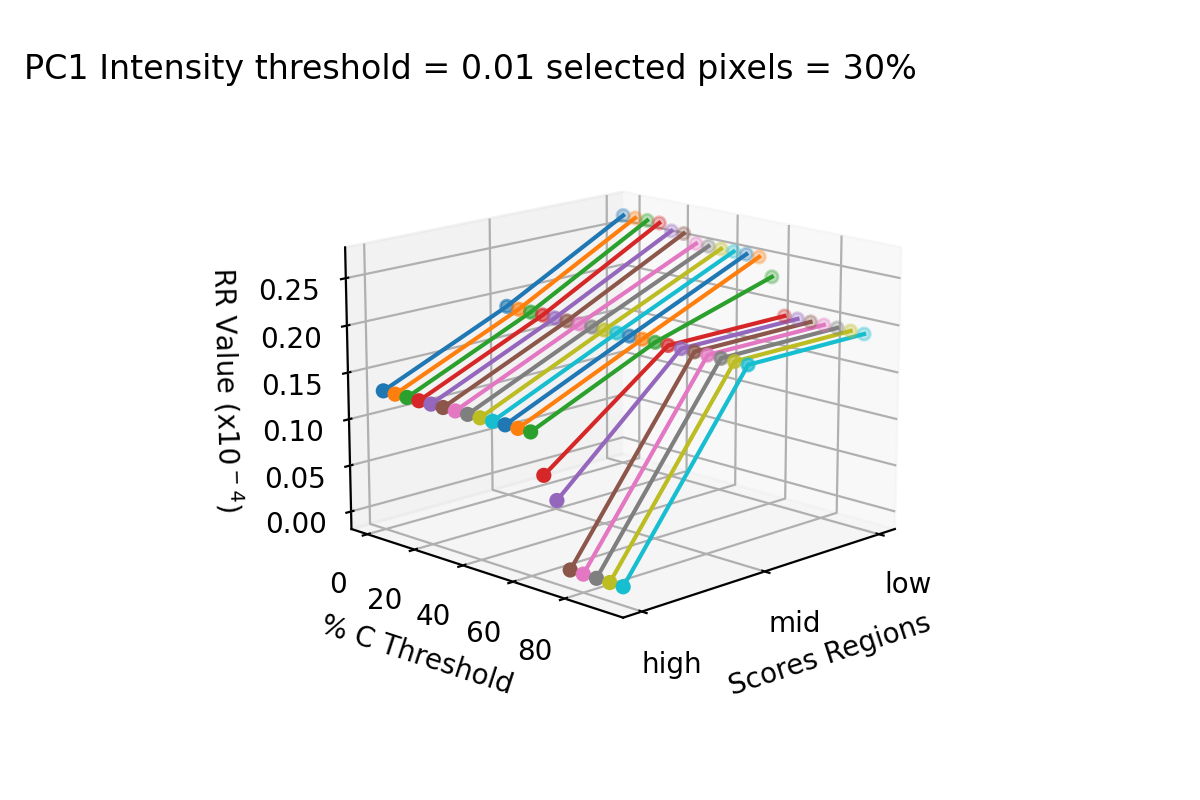 PC1 Intensity threshold = 0.01 selected pixels = 30%
RR Value (x10⁻⁴)
0.25
0.20
0.15
0.10
0.05
0.00
0
20
40
60
80
% C Threshold
high
mid
low
Scores Regions